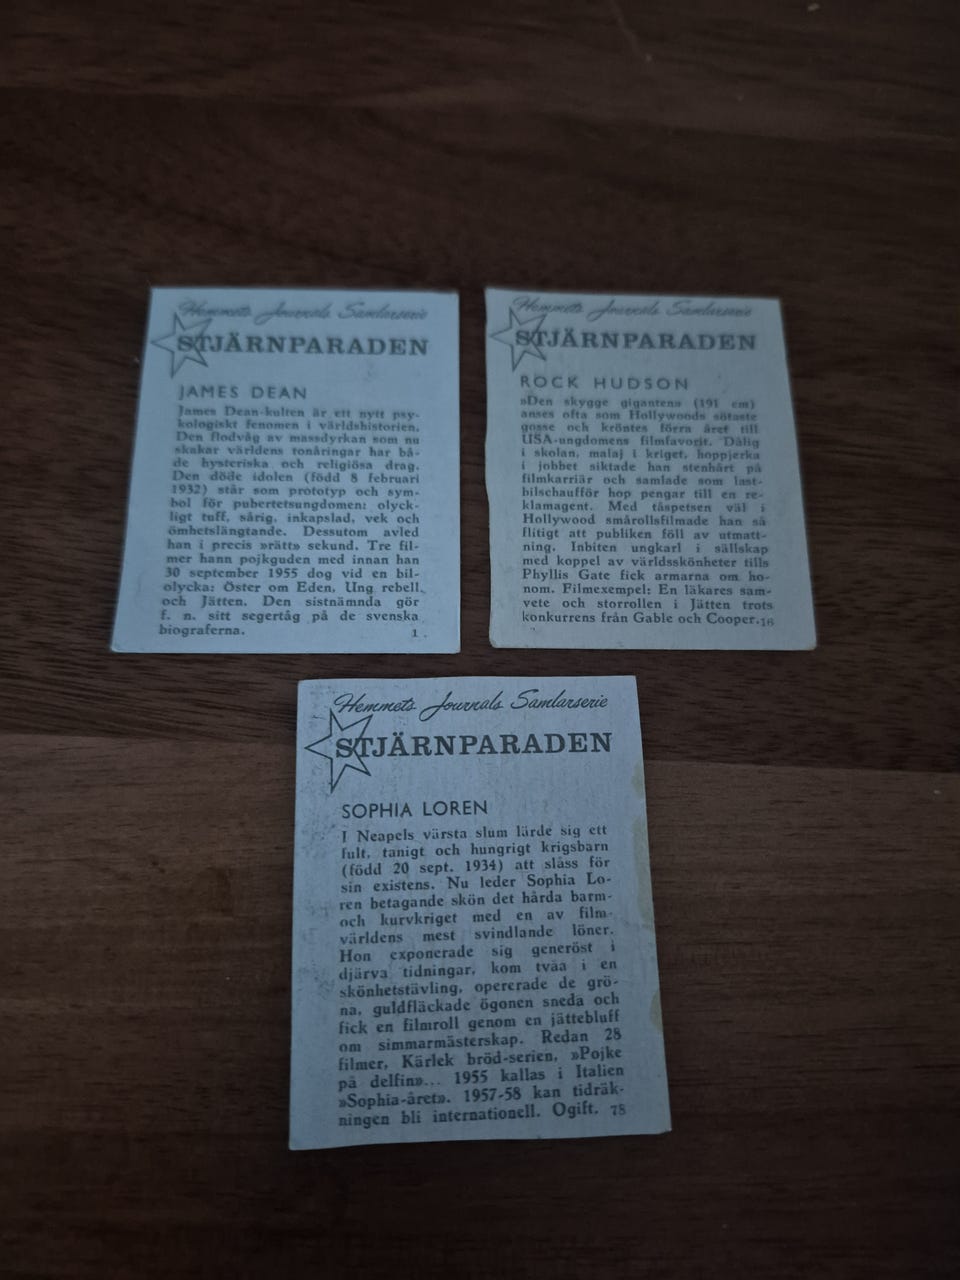 Hemmets Journals Samlarserie
STJÄRNPARADEN
JAMES DEAN
James Dean-kulten är ett nytt psy-
kologiskt fenomen i världshistorien.
Den flodvåg av massdyrkan som nu
skakar världens tonåringar har bå-
de hysteriska och religiösa drag.
Den döde idolen (född 8 februari
1932) står som prototyp och sym-
bol för pubertetsungdomen: olyck-
ligt tuff, sårig, inkapslad, vek och
ömhetslängtande. Dessutom avled
han i precis »rätt» sekund. Tre fil-
mer hann pojkguden med innan han
30 september 1955 dog vid en bil-
olycka: Öster om Eden, Ung rebell,
och Jätten. Den sistnämnda gör
f. n. sitt segertåg på de svenska
biograferna. 1.
Hemmets Journals Samlarserie
STJÄRNPARADEN
ROCK HUDSON
»Den skygge giganten» (191 cm)
anses ofta som Hollywoods sötaste
gosse och kröntes förra året till
USA-ungdomens filmfavorit. Dålig
i skolan, malaj i kriget, hoppjerka
i jobbet siktade han stenhårt på
filmkarriär och samlade som last-
bilschaufför hop pengar till en re-
klamagent. Med tåspetsen väl i
Hollywood smårollsfilmade han så
flitigt att publiken föll av utmatt-
ning. Inbiten ungkarl i sällskap
med koppel av världsskönheter tills
Phyllis Gate fick armarna om ho-
nom. Filmexempel: En läkares sam-
vete och storrollen i Jätten trots
konkurrens från Gable och Cooper. 16
Hemmets Journals Samlarserie
STJÄRNPARADEN
SOPHIA LOREN
I Neapels värsta slum lärde sig ett
fult, tanigt och hungrigt krigsbarn
(född 20 sept. 1934) att slåss för
sin existens. Nu leder Sophia Lo-
ren betagande skön det hårda barm-
och kurvkriget med en av film-
världens mest svindlande löner.
Hon exponerade sig generöst i
djärva tidningar, kom tvåa i en
skönhetstävling, opererade de grö-
na, guldfläckade ögonen sneda och
fick en filmroll genom en jättebluff
om simmarmästerskap. Redan 28
filmer, Kärlek bröd-serien, »Pojke
på delfin»... 1955 kallas i Italien
»Sophia-året». 1957-58 kan tidräk-
ningen bli internationell. Ogift. 78